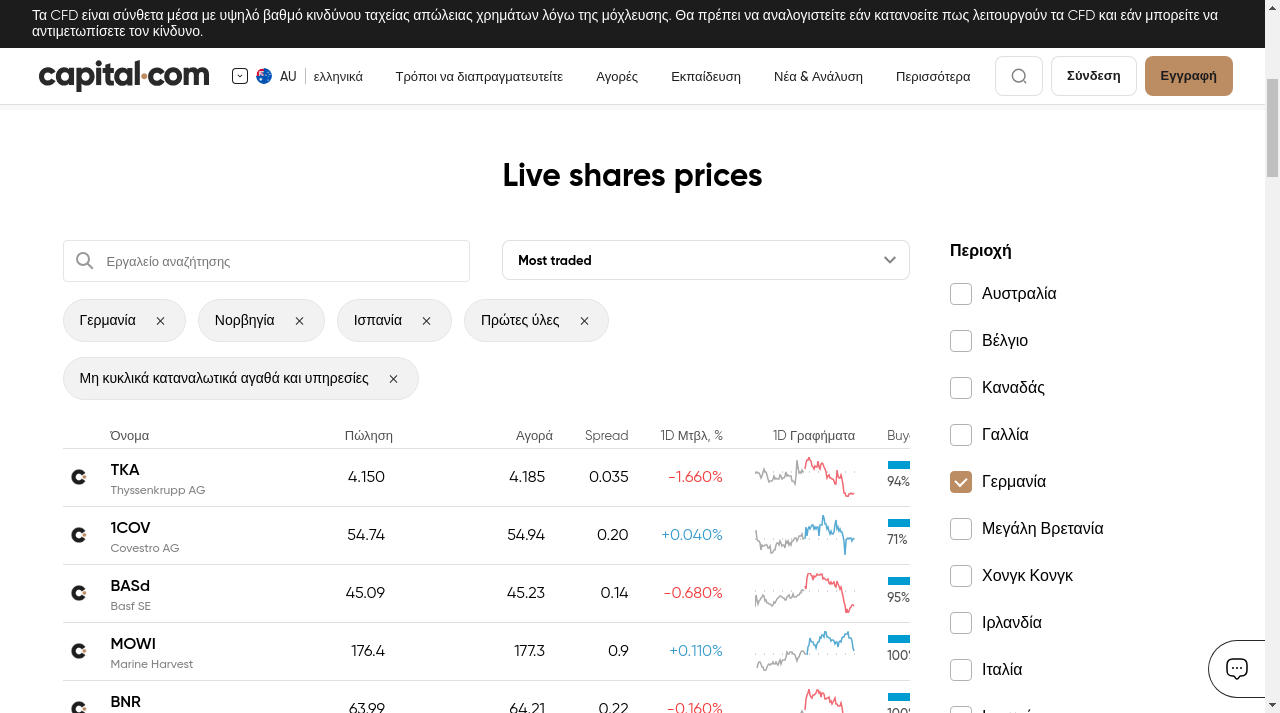 Τα CFD είναι σύνθετα μέσα με υψηλό βαθμό κινδύνου ταχείας απώλειας χρημάτων λόγω της μόχλευσης. Θα πρέπει να αναλογιστείτε εάν κατανοείτε πως λειτουργούν τα CFD και εάν μπορείτε να
αντιμετωπίσετε τον κίνδυνο.
capital.com AU ελληνικά Τρόποι να διαπραγματευτείτε Αγορές Εκπαίδευση Νέα & Ανάλυση Περισσότερα Σύνδεση Εγγραφή
Live shares prices
Εργαλείο αναζήτησης Most traded
Γερμανία Νορβηγία Ισπανία Πρώτες ύλες
Μη κυκλικά καταναλωτικά αγαθά και υπηρεσίες
Όνομα Πώληση Αγορά Spread 1D Μτβλ, % 1D Γραφήματα
TKA 4.150 4.185 0.035 -1.660% 94%
Thyssenkrupp AG
1COV 54.74 54.94 0.20 +0.040% 71%
Covestro AG
BASd 45.09 45.23 0.14 -0.680% 95%
Basf SE
MOWI 176.4 177.3 0.9 +0.110% 100%
Marine Harvest
BNR 63.99 64.21 0.22 -0.160% 100%
Περιοχή
Αυστραλία
Βέλγιο
Καναδάς
Γαλλία
Γερμανία
Μεγάλη Βρετανία
Χονγκ Κονγκ
Ιρλανδία
Ιταλία